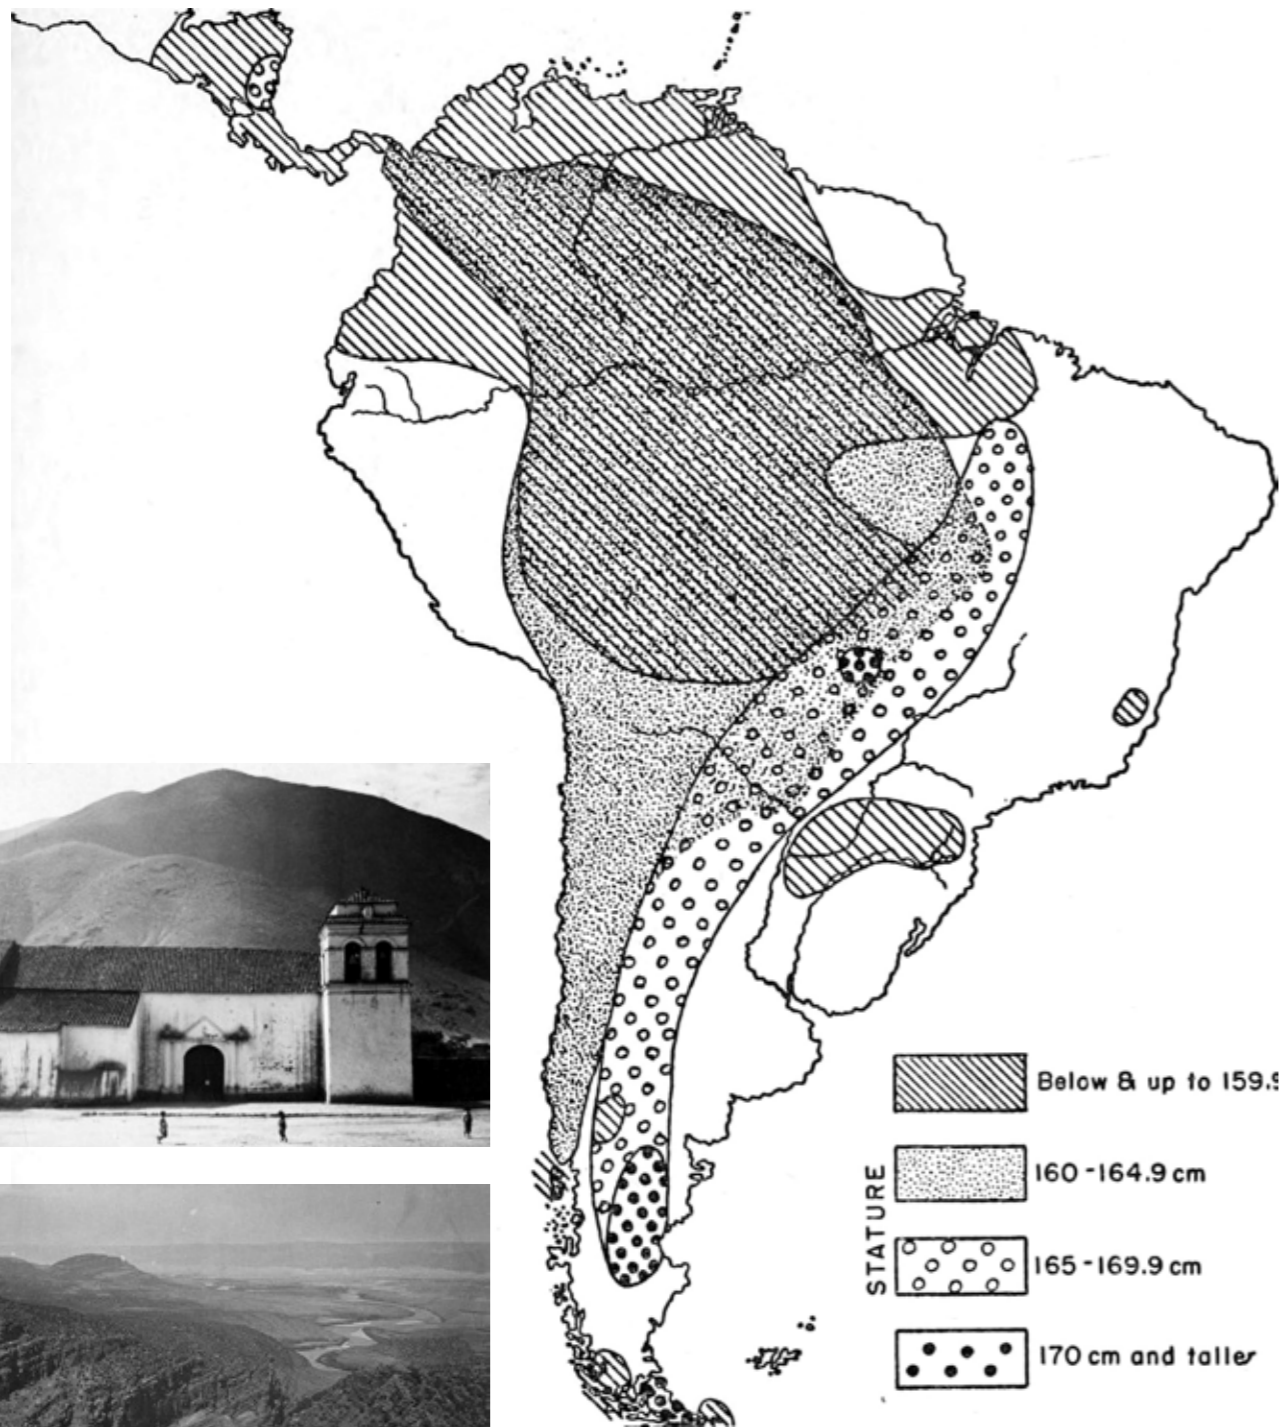 STATURE
Below & up to 159.9
160 - 164.9 cm
165 - 169.9 cm
170 cm and taller